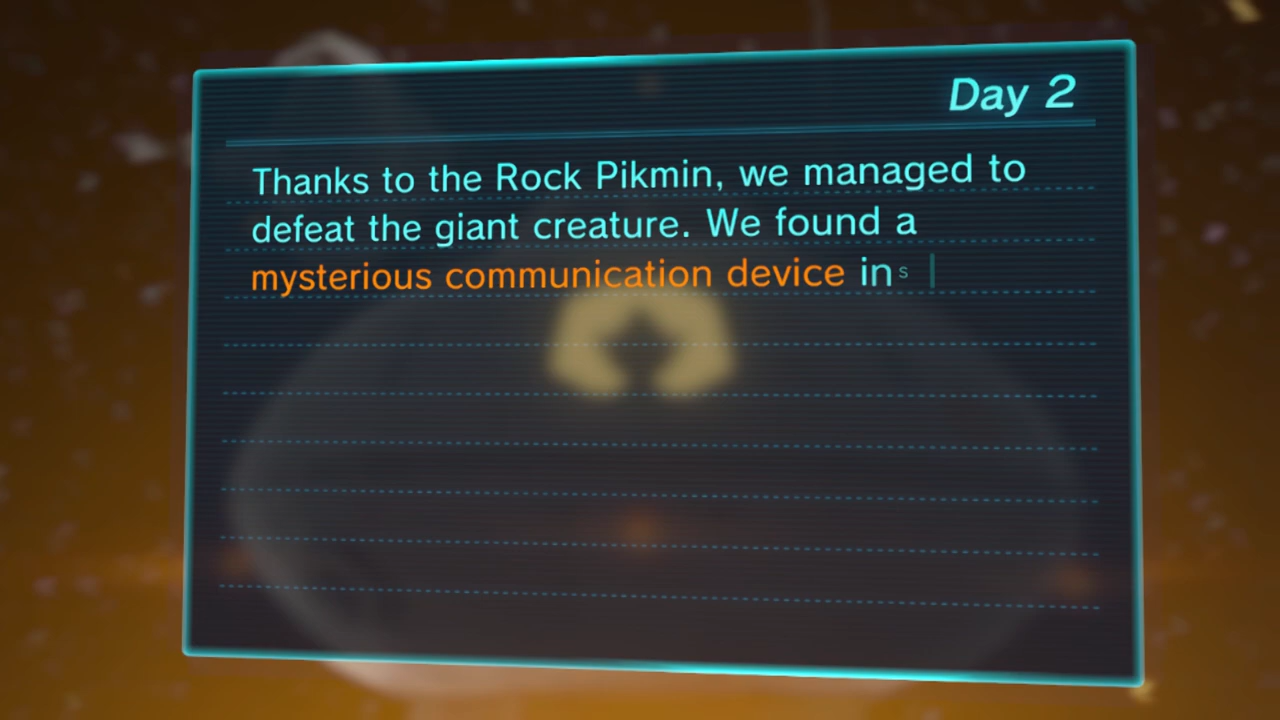 Day 2
Thanks to the Rock Pikmin, we managed to
defeat the giant creature. We found a
mysterious communication device ins